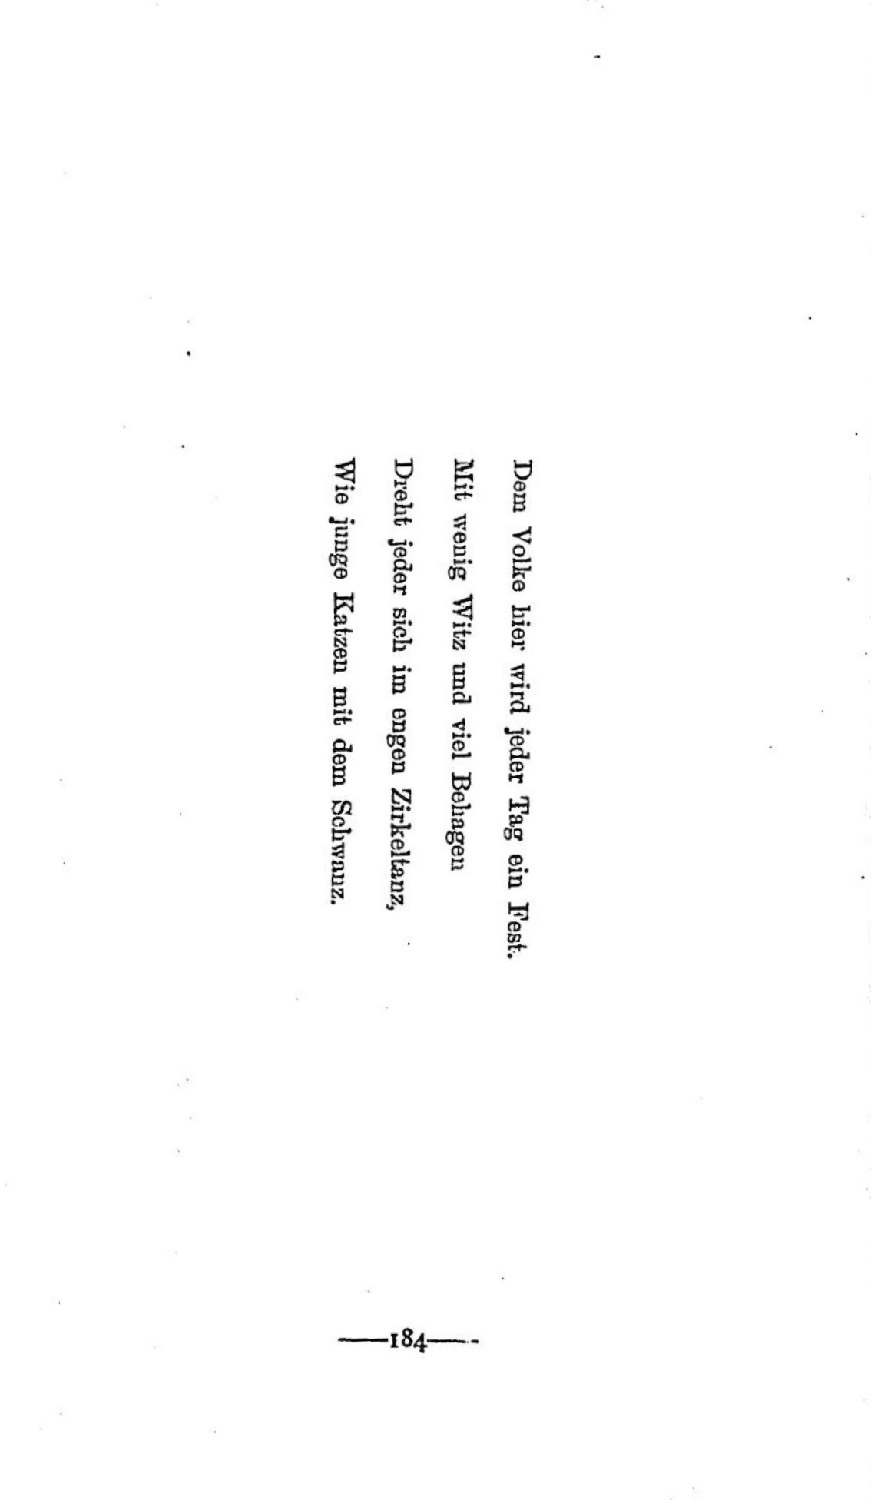 Dem Volke hier wird jeder Tag ein Fest.
Mit wenig Witz und viel Behagen
Dreht jeder sich im engen Zirkeltanz,
Wie junge Katzen mit dem Schwanz.
—184—